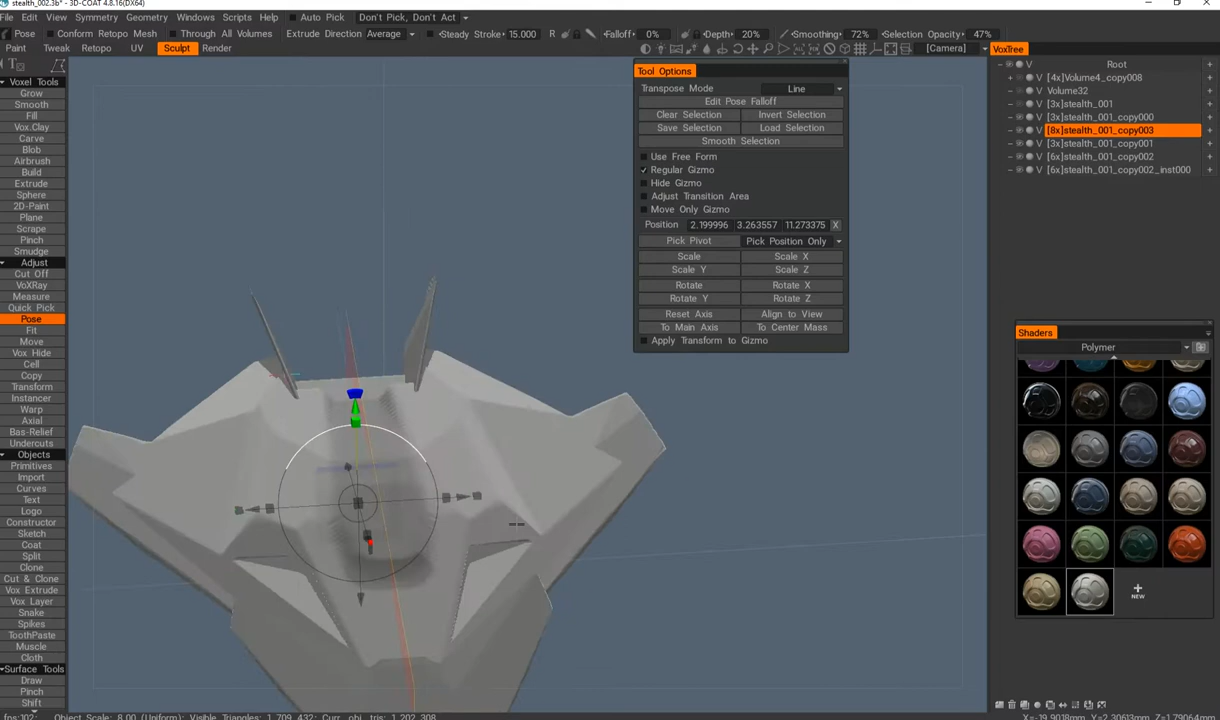 stealth_002.3b* - 3D-COAT 4.8.16(DX64)
File Edit View Symmetry Geometry Windows Scripts Help Auto Pick Don't Pick, Don't Act
Pose Conform Retopo Mesh Through All Volumes Extrude Direction Average Steady Stroke 15.000 R Falloff 0% Depth 20% Smoothing 72% Selection Opacity 47%
Paint Tweak Retopo UV Sculpt Render [Camera] VoxTree
Voxel Tools
Grow
Smooth
Fill
Vox.Clay
Carve
Blob
Airbrush
Build
Extrude
Sphere
2D-Paint
Plane
Scrape
Pinch
Smudge
Adjust
Cut Off
VoXRay
Measure
Quick Pick
Pose
Fit
Move
Vox Hide
Cell
Copy
Transform
Instancer
Warp
Axial
Bas-Relief
Undercuts
Objects
Primitives
Import
Curves
Text
Logo
Constructor
Sketch
Coat
Split
Clone
Cut & Clone
Vox Extrude
Vox Layer
Snake
Spikes
ToothPaste
Muscle
Cloth
Surface Tools
Draw
Pinch
Shift
Tool Options
Transpose Mode Line
Edit Pose Falloff
Clear Selection Invert Selection
Save Selection Load Selection
Smooth Selection
Use Free Form
Regular Gizmo
Hide Gizmo
Adjust Transition Area
Move Only Gizmo
Position 2.199996 3.263557 11.273375 X
Pick Pivot Pick Position Only
Scale Scale X
Scale Y Scale Z
Rotate Rotate X
Rotate Y Rotate Z
Reset Axis Align to View
To Main Axis To Center Mass
Apply Transform to Gizmo
V Root +
V [4x]Volume4_copy008 +
V Volume32 +
V [3x]stealth_001 +
V [3x]stealth_001_copy000 +
V [8x]stealth_001_copy003 +
V [3x]stealth_001_copy001 +
V [6x]stealth_001_copy002 +
V [6x]stealth_001_copy002_inst000 +
Shaders
Polymer
NEW
fps:102; Object Scale: 8.00 (Uniform); Visible Triangles: 1,709,432; Curr. obj. tris: 1,202,308
X=-19.9018m Y:2.30613m Z:1.79064m